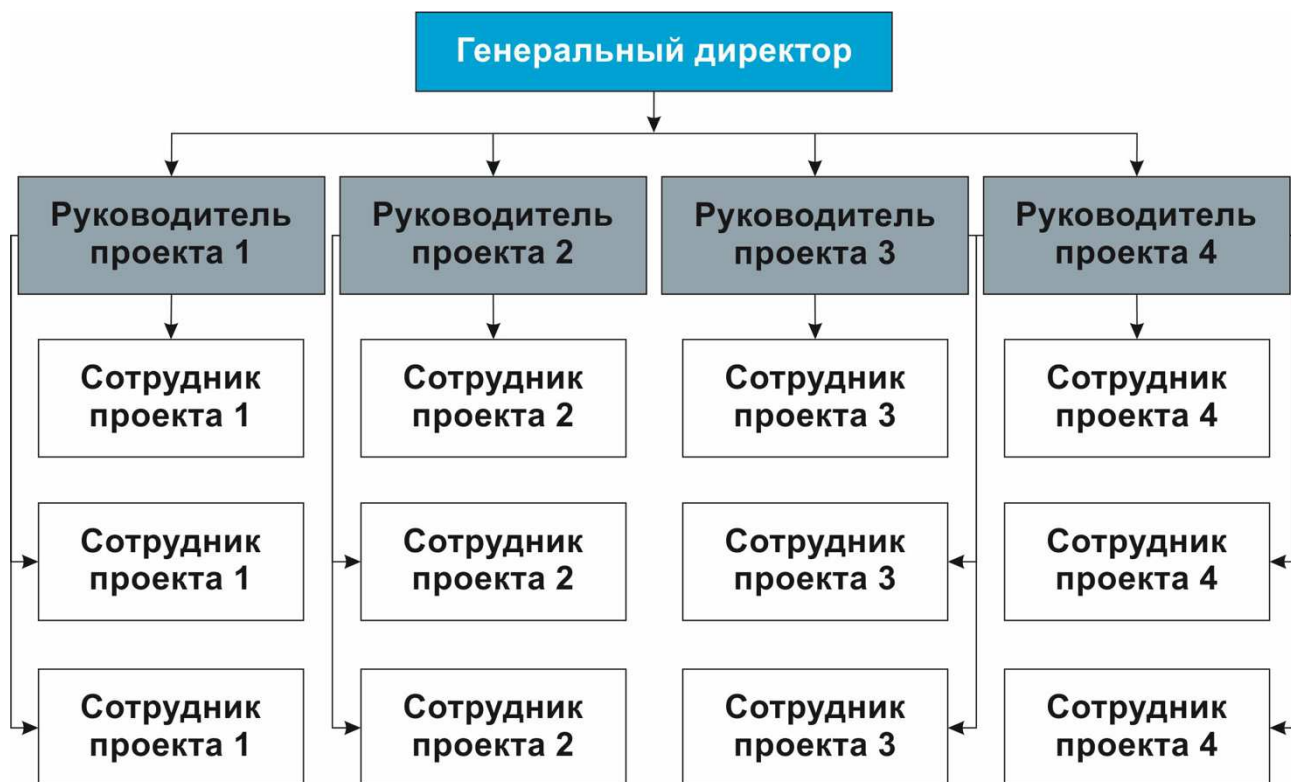 Генеральный директор
Руководитель
проекта 1
Руководитель
проекта 2
Руководитель
проекта 3
Руководитель
проекта 4
Сотрудник
проекта 1
Сотрудник
проекта 2
Сотрудник
проекта 3
Сотрудник
проекта 4
Сотрудник
проекта 1
Сотрудник
проекта 2
Сотрудник
проекта 3
Сотрудник
проекта 4
Сотрудник
проекта 1
Сотрудник
проекта 2
Сотрудник
проекта 3
Сотрудник
проекта 4